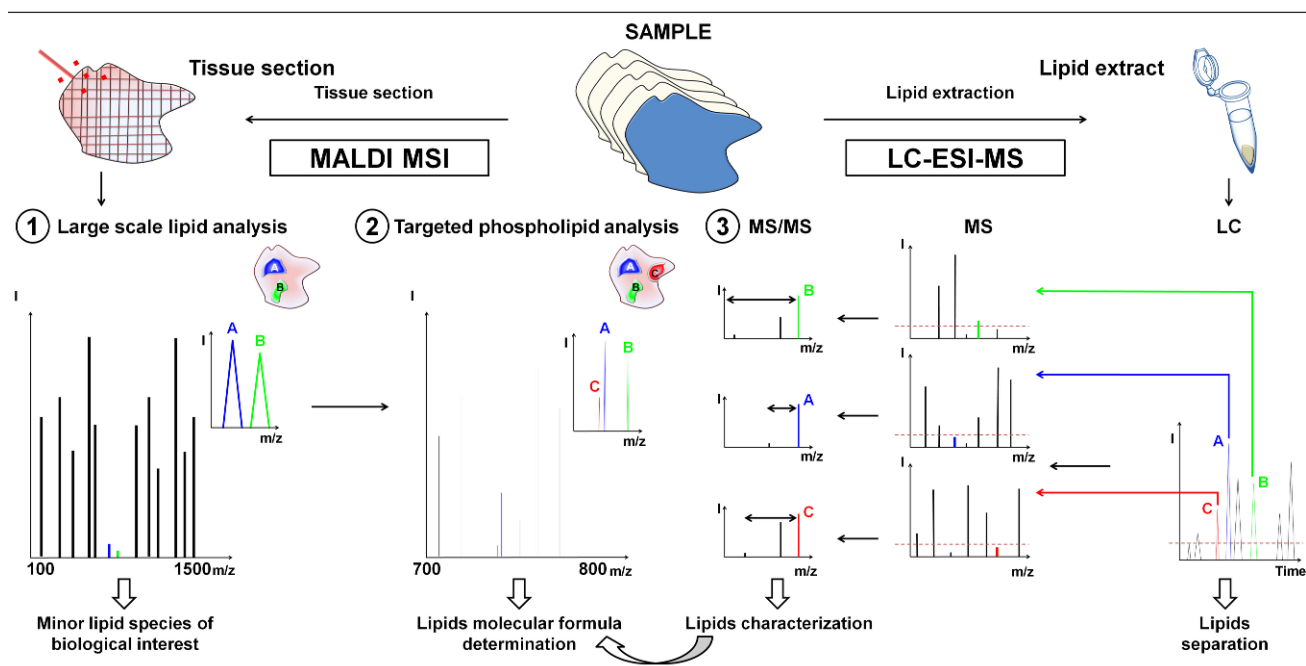 SAMPLE
Tissue section
Tissue section
Lipid extraction
Lipid extract
MALDI MSI
LC-ESI-MS
1 Large scale lipid analysis
2 Targeted phospholipid analysis
3 MS/MS
MS
LC
A
B
I
I
A
B
m/z
100
1500
m/z
A
B
C
I
I
A
B
C
m/z
700
800
m/z
I
B
m/z
I
A
m/z
I
C
m/z
I
m/z
I
m/z
I
m/z
I
A
B
C
Time
Minor lipid species of
biological interest
Lipids molecular formula
determination
Lipids characterization
Lipids
separation